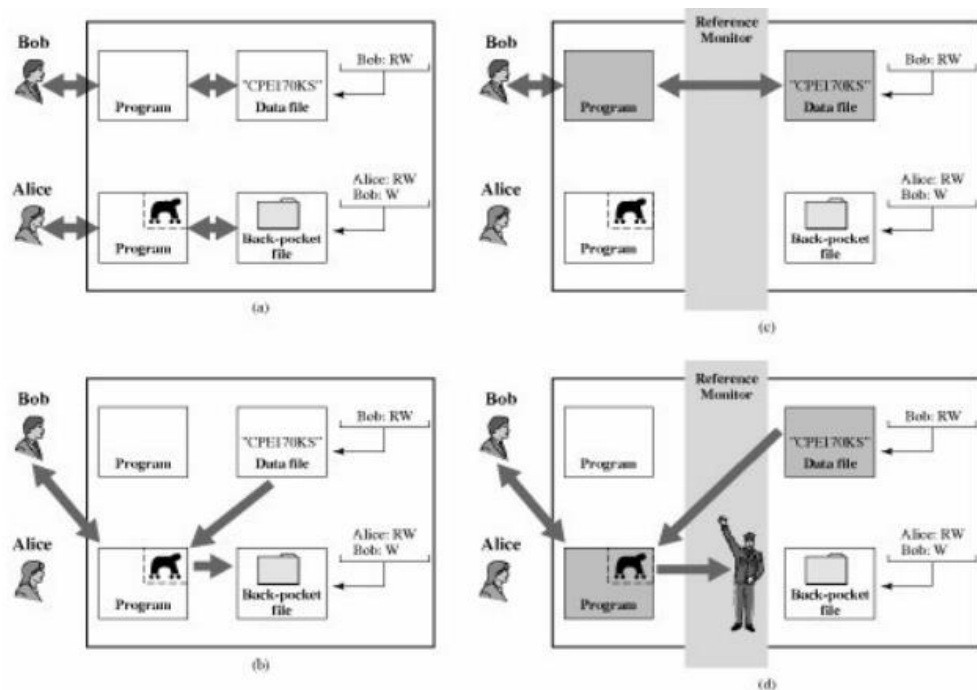 Bob
Program
"CPE170KS"
Data file
Bob: RW
Alice
Program
Back-pocket
file
Alice: RW
Bob: W
(a)
Reference
Monitor
Bob
Program
"CPE170KS"
Data file
Bob: RW
Alice
Program
Back-pocket
file
Alice: RW
Bob: W
(c)
Bob
Program
"CPE170KS"
Data file
Bob: RW
Alice
Program
Back-pocket
file
Alice: RW
Bob: W
(b)
Reference
Monitor
Bob
Program
"CPE170KS"
Data file
Bob: RW
Alice
Program
Back-pocket
file
Alice: RW
Bob: W
(d)